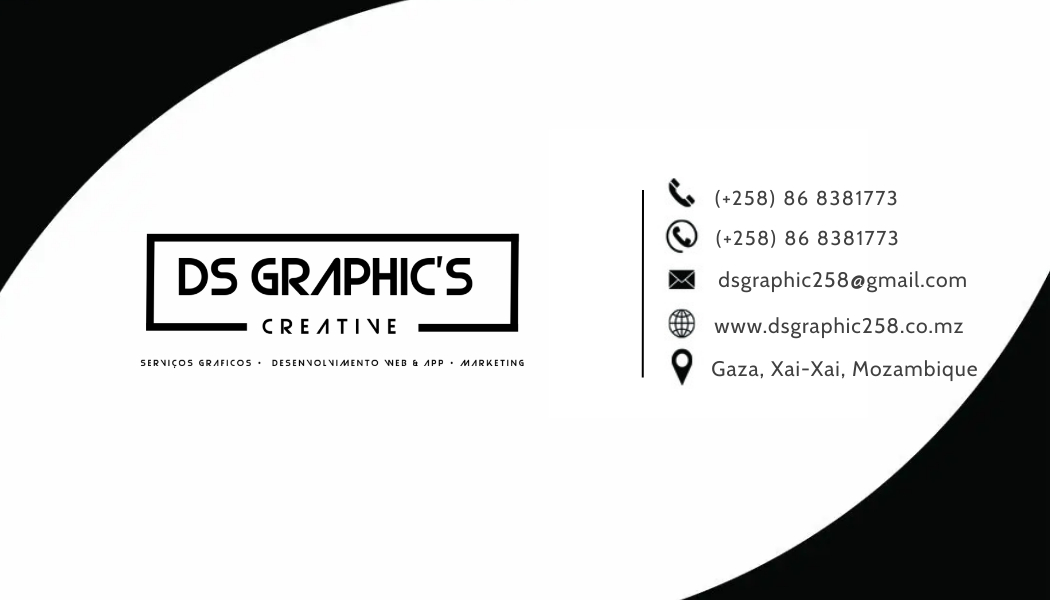 DS GRAPHIC'S
CREATIVE
SERVIÇOS GRAFICOS • DESENVOLVIMENTO WEB & APP • MARKETING
(+258) 86 8381773
(+258) 86 8381773
dsgraphic258@gmail.com
www.dsgraphic258.co.mz
Gaza, Xai-Xai, Mozambique